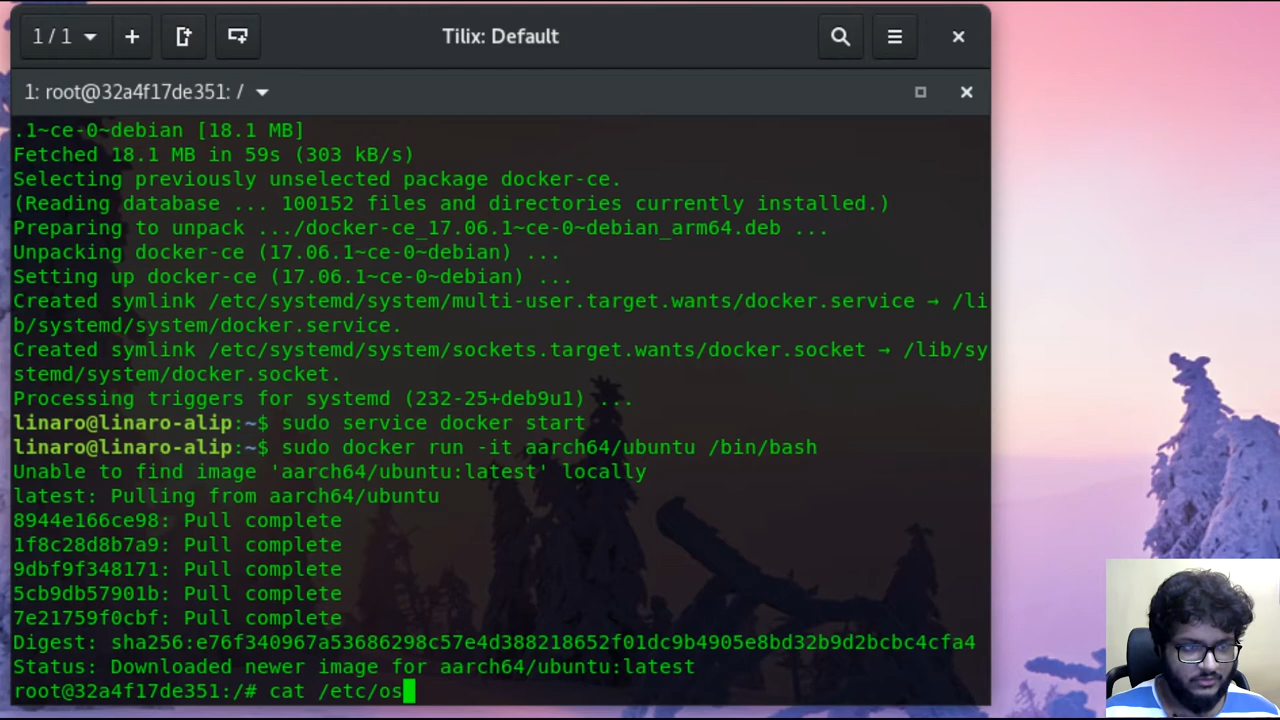 1 / 1
Tilix: Default
1: root@32a4f17de351: /
.1~ce-0~debian [18.1 MB]
Fetched 18.1 MB in 59s (303 kB/s)
Selecting previously unselected package docker-ce.
(Reading database ... 100152 files and directories currently installed.)
Preparing to unpack .../docker-ce_17.06.1~ce-0~debian_arm64.deb ...
Unpacking docker-ce (17.06.1~ce-0~debian) ...
Setting up docker-ce (17.06.1~ce-0~debian) ...
Created symlink /etc/systemd/system/multi-user.target.wants/docker.service → /li
b/systemd/system/docker.service.
Created symlink /etc/systemd/system/sockets.target.wants/docker.socket → /lib/sy
stemd/system/docker.socket.
Processing triggers for systemd (232-25+deb9u1) ...
linaro@linaro-alip:~$ sudo service docker start
linaro@linaro-alip:~$ sudo docker run -it aarch64/ubuntu /bin/bash
Unable to find image 'aarch64/ubuntu:latest' locally
latest: Pulling from aarch64/ubuntu
8944e166ce98: Pull complete
1f8c28d8b7a9: Pull complete
9dbf9f348171: Pull complete
5cb9db57901b: Pull complete
7e21759f0cbf: Pull complete
Digest: sha256:e76f340967a53686298c57e4d388218652f01dc9b4905e8bd32b9d2bcbc4cfa4
Status: Downloaded newer image for aarch64/ubuntu:latest
root@32a4f17de351:/# cat /etc/os